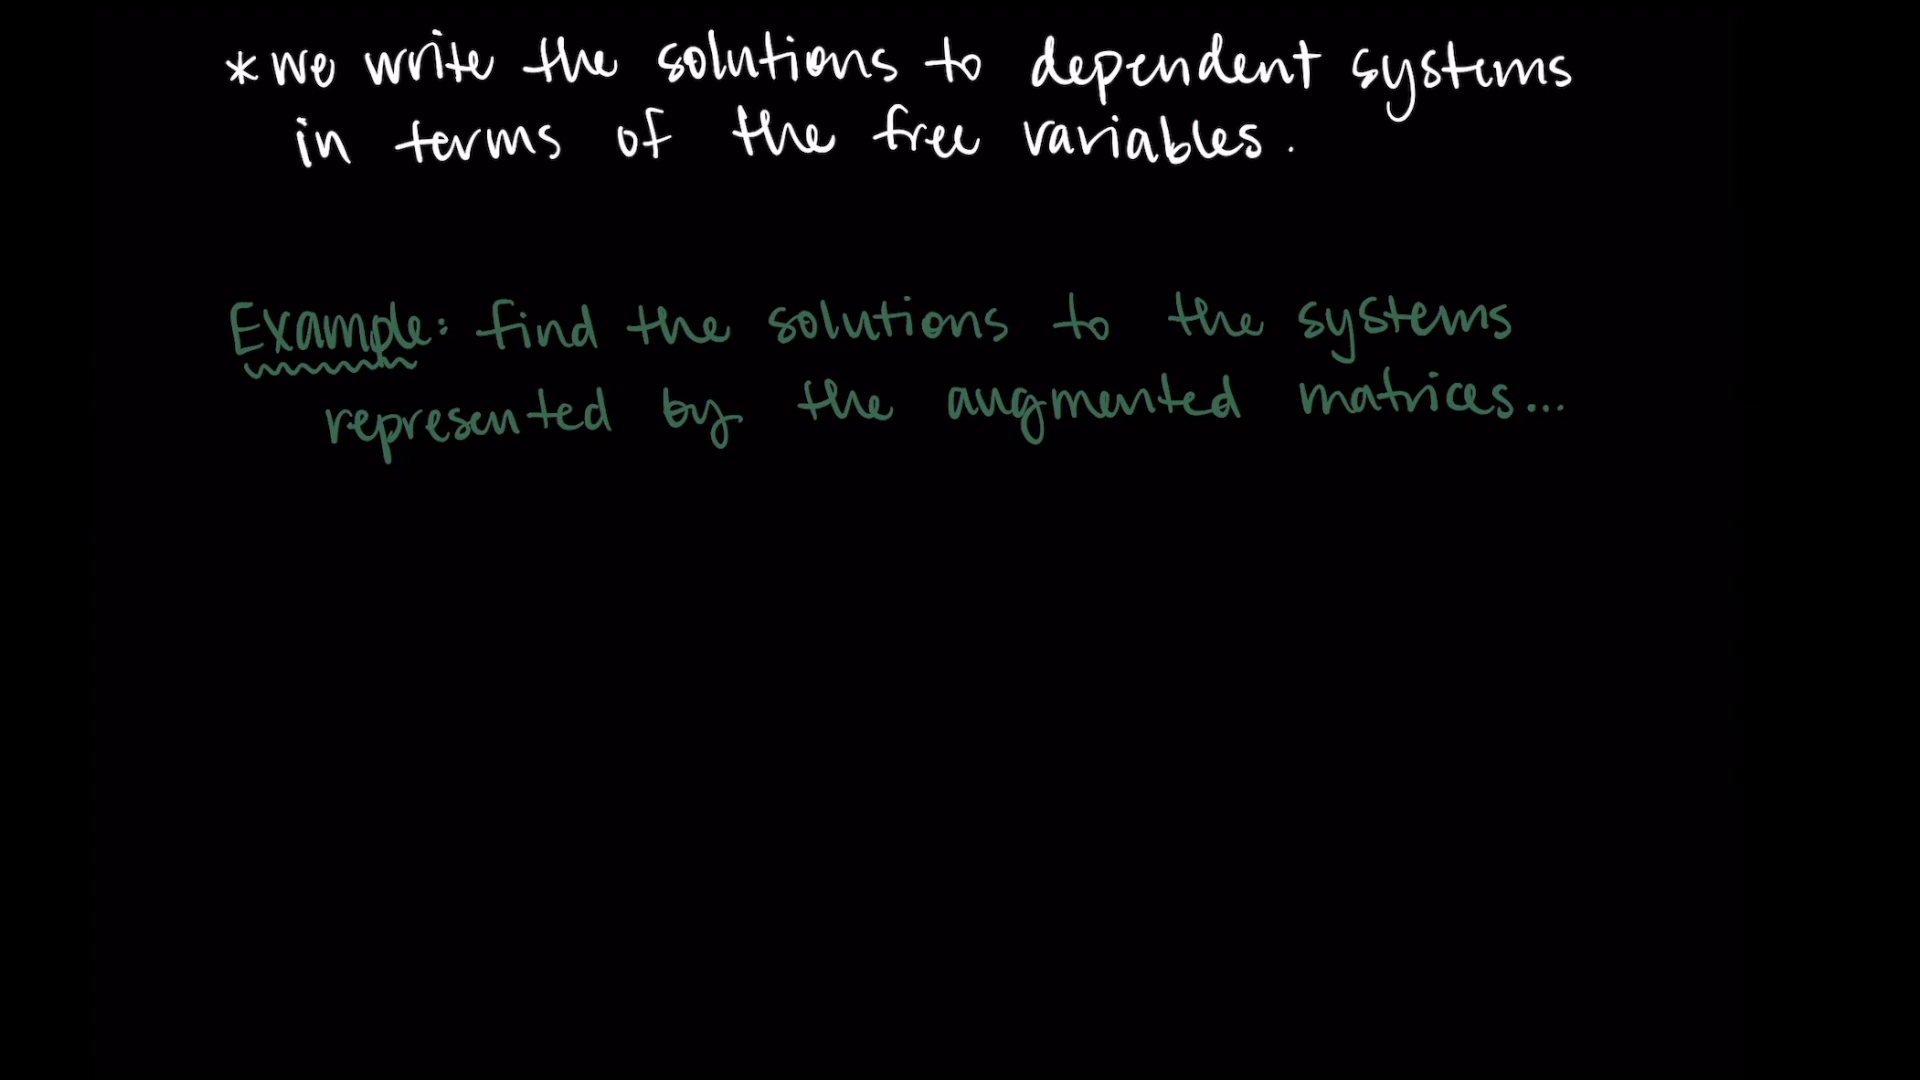 * we write the solutions to dependent systems
in terms of the free variables.
Example: find the solutions to the systems
represented by the augmented matrices...